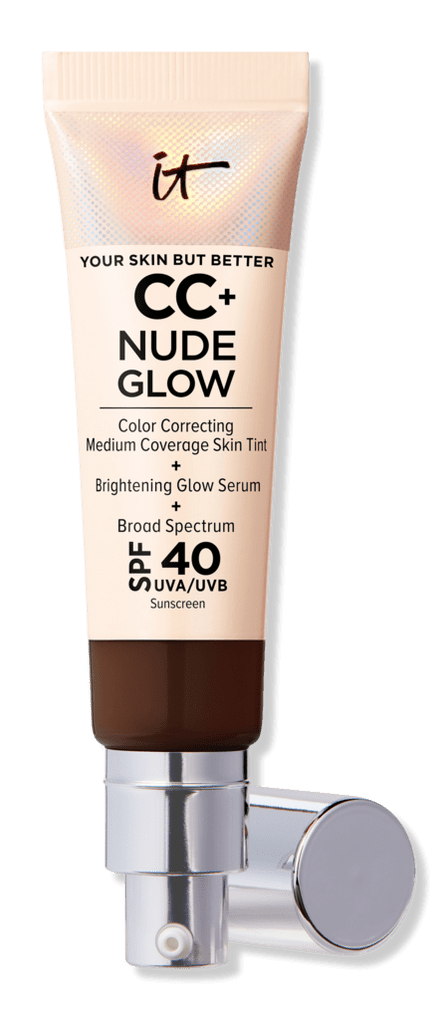 it
YOUR SKIN BUT BETTER
CC+
NUDE
GLOW
Color Correcting
Medium Coverage Skin Tint
+
Brightening Glow Serum
+
Broad Spectrum
SPF 40
UVA/UVB
Sunscreen